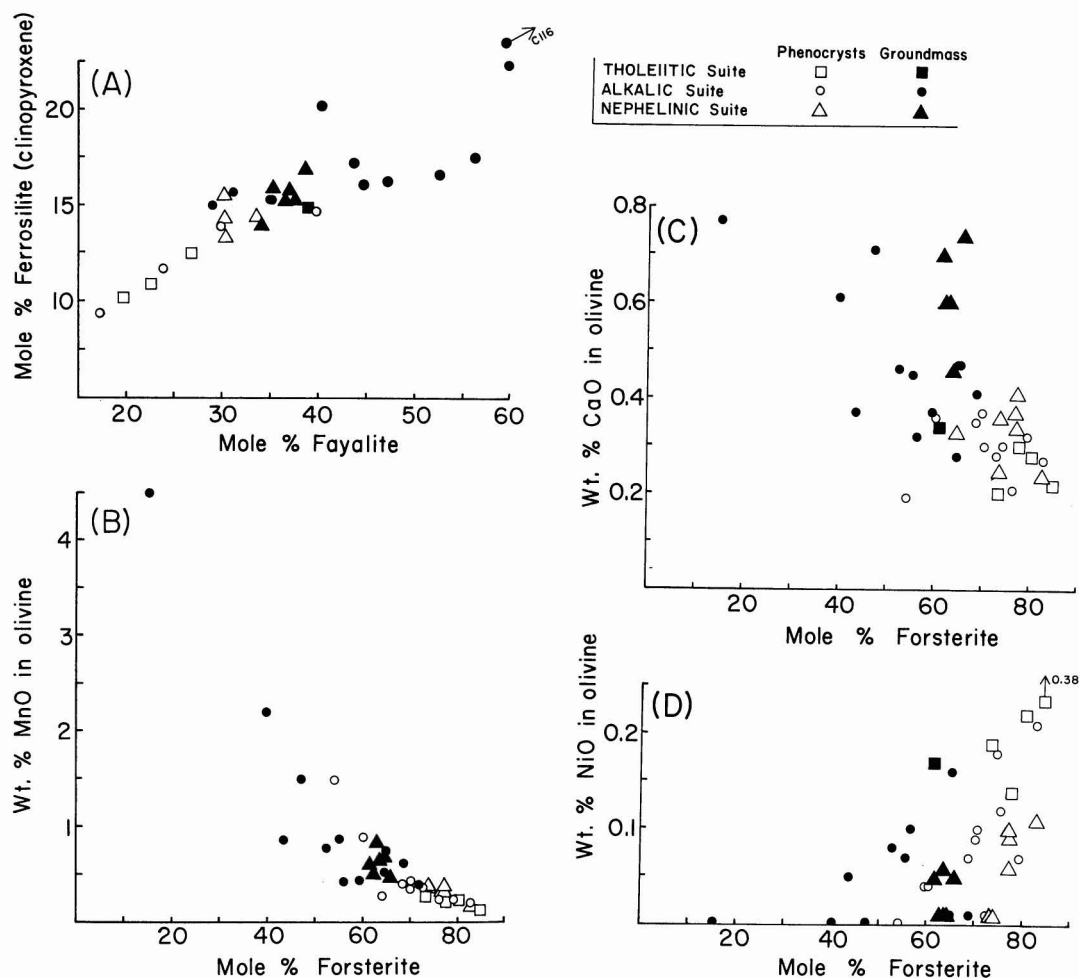 (A)
Mole % Ferrosilite (clinopyroxene)
20
15
10
C116
20 30 40 50 60
Mole % Fayalite
Phenocrysts Groundmass
THOLEIITIC Suite
ALKALIC Suite
NEPHELINIC Suite
(B)
Wt. % MnO in olivine
4
3
2
1
20 40 60 80
Mole % Forsterite
(C)
Wt. % CaO in olivine
0.8
0.6
0.4
0.2
20 40 60 80
Mole % Forsterite
(D)
Wt. % NiO in olivine
0.2
0.1
0.38
20 40 60 80
Mole % Forsterite